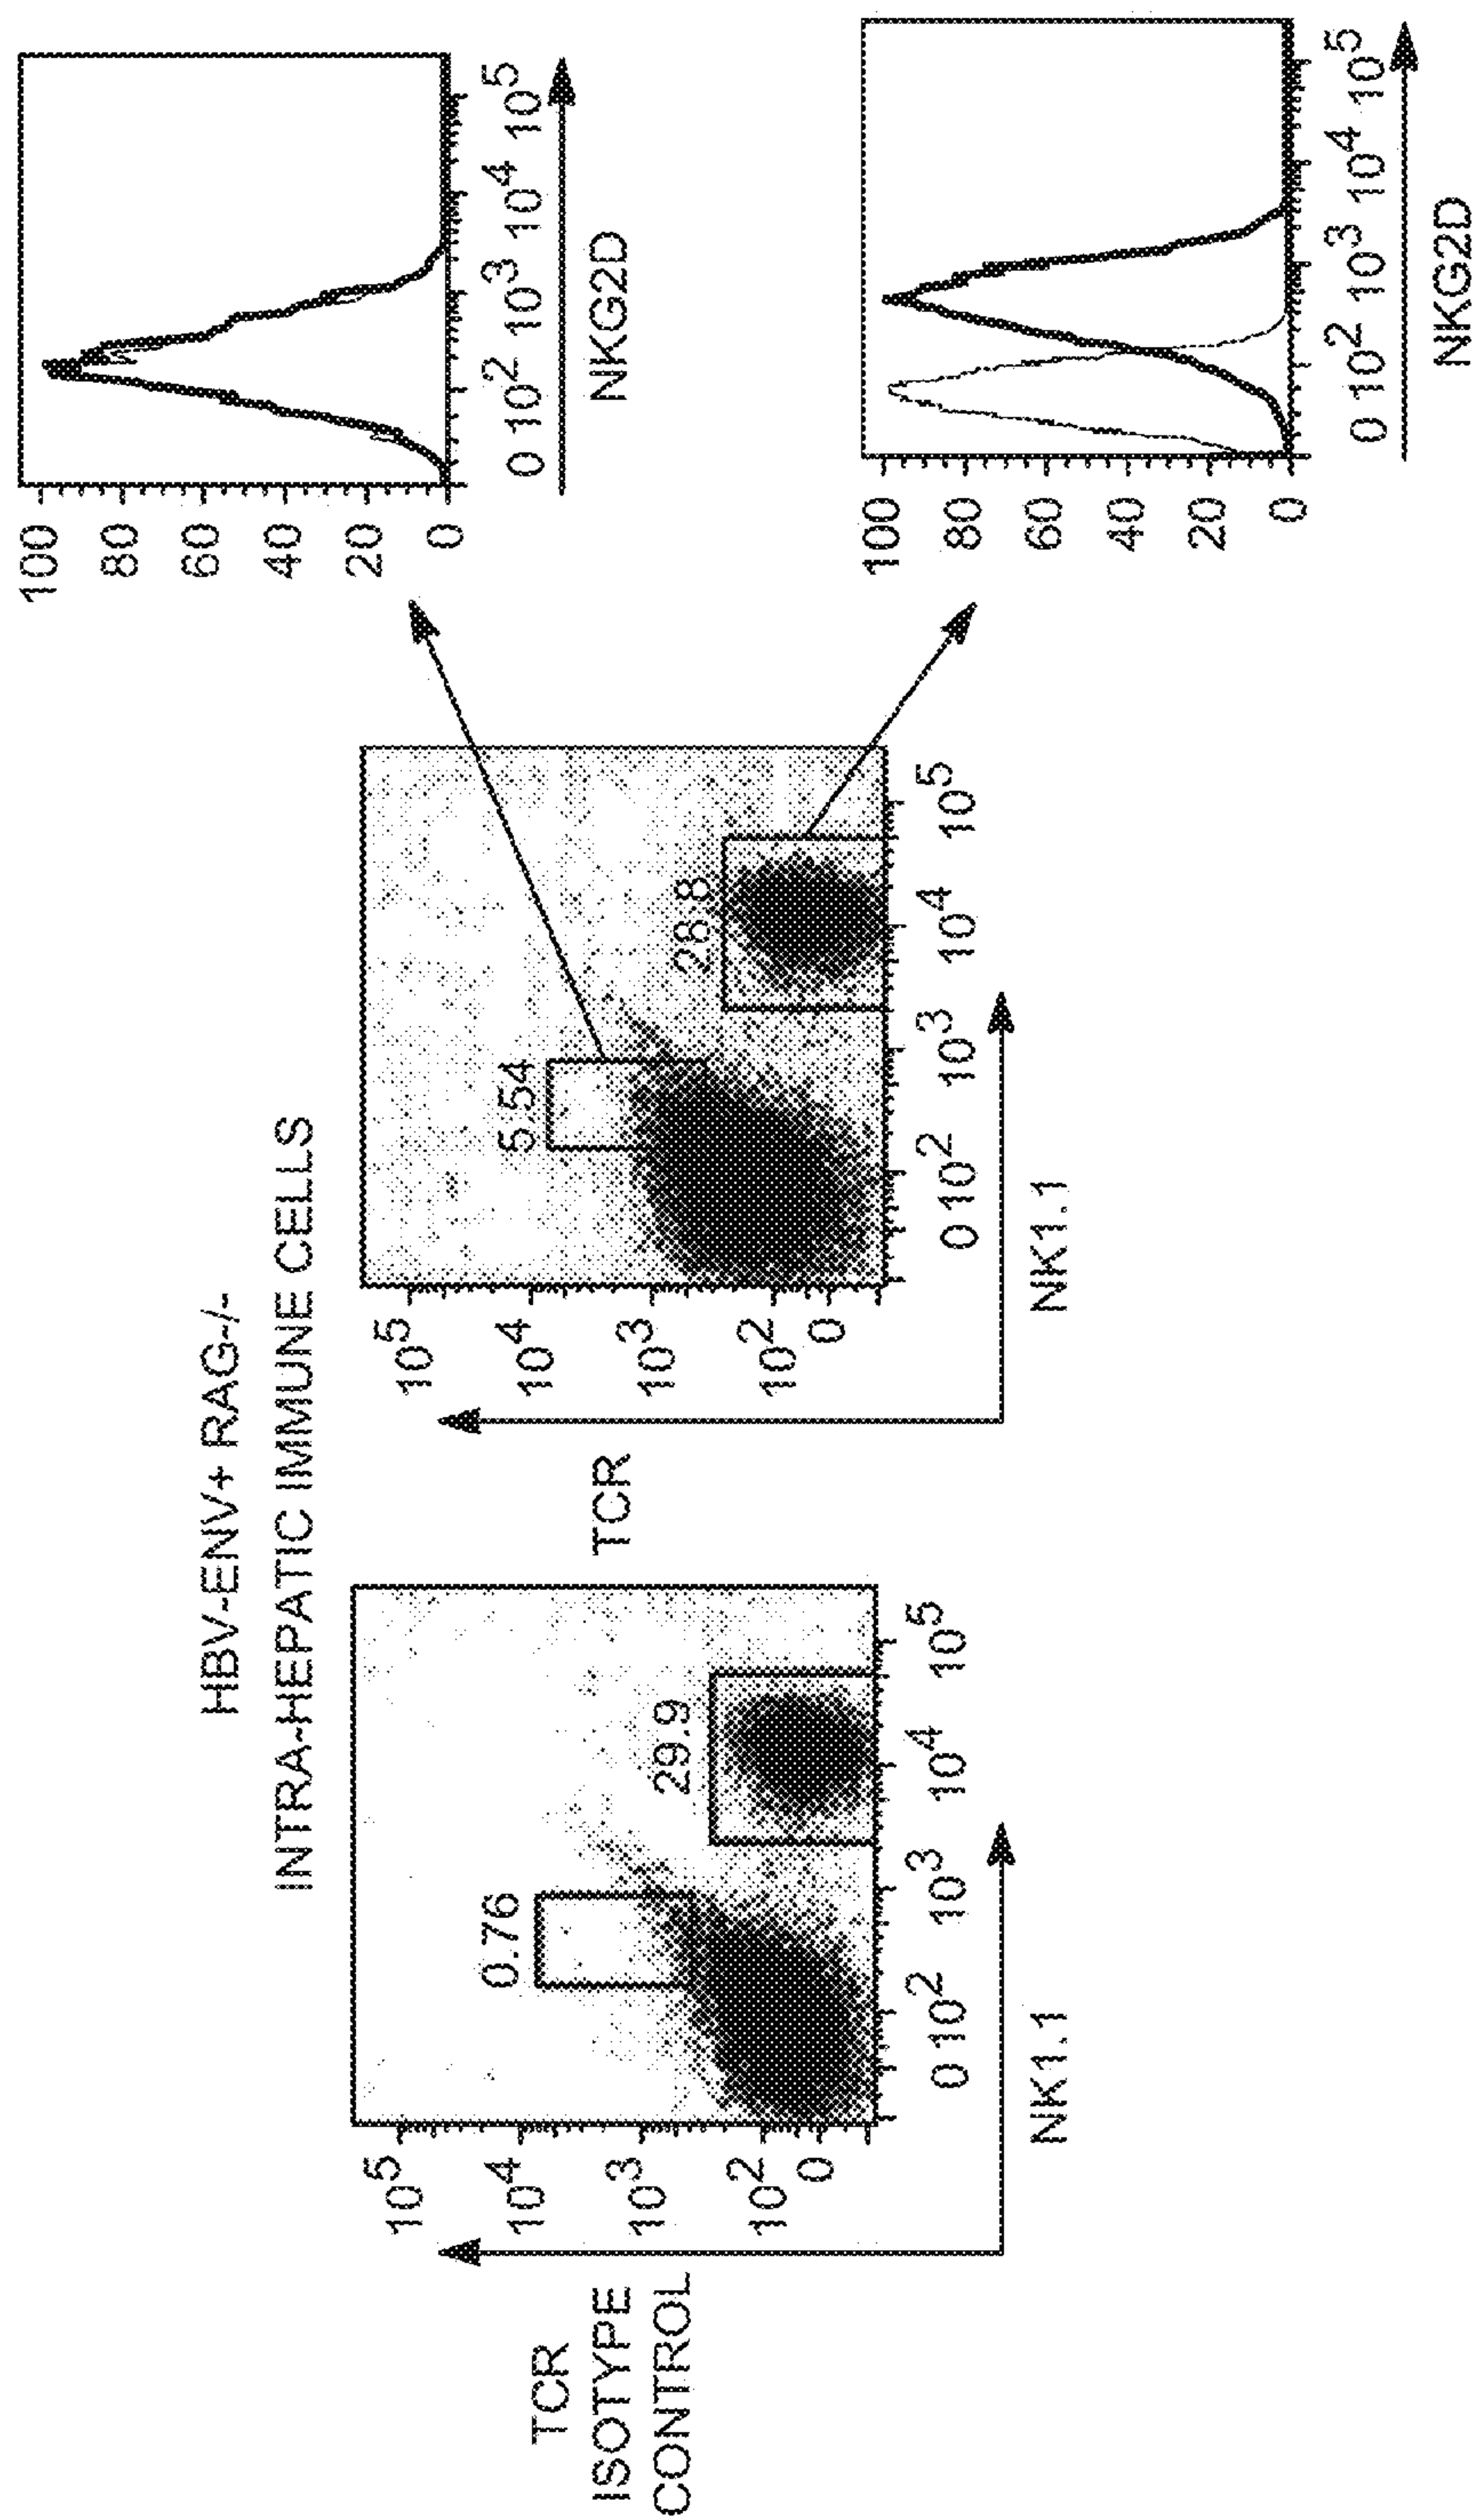 HBV-ENV+ RAG-/-
INTRA-HEPATIC IMMUNE CELLS
TCR
ISOTYPE
CONTROL
10^5
10^4
10^3
10^2
0
0.76
29.9
0 10^2 10^3 10^4 10^5
NK1.1
TCR
10^5
10^4
10^3
10^2
0
5.54
28.8
0 10^2 10^3 10^4 10^5
NK1.1
100
80
60
40
20
0
0 10^2 10^3 10^4 10^5
NKG2D
100
80
60
40
20
0
0 10^2 10^3 10^4 10^5
NKG2D